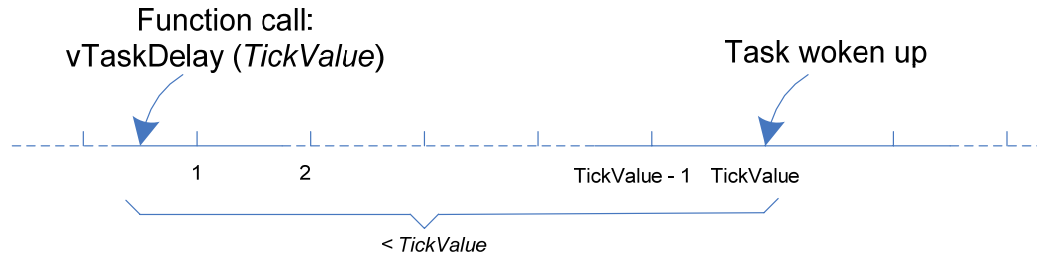 Function call:
vTaskDelay (TickValue)
Task woken up
1
2
TickValue - 1
TickValue
< TickValue